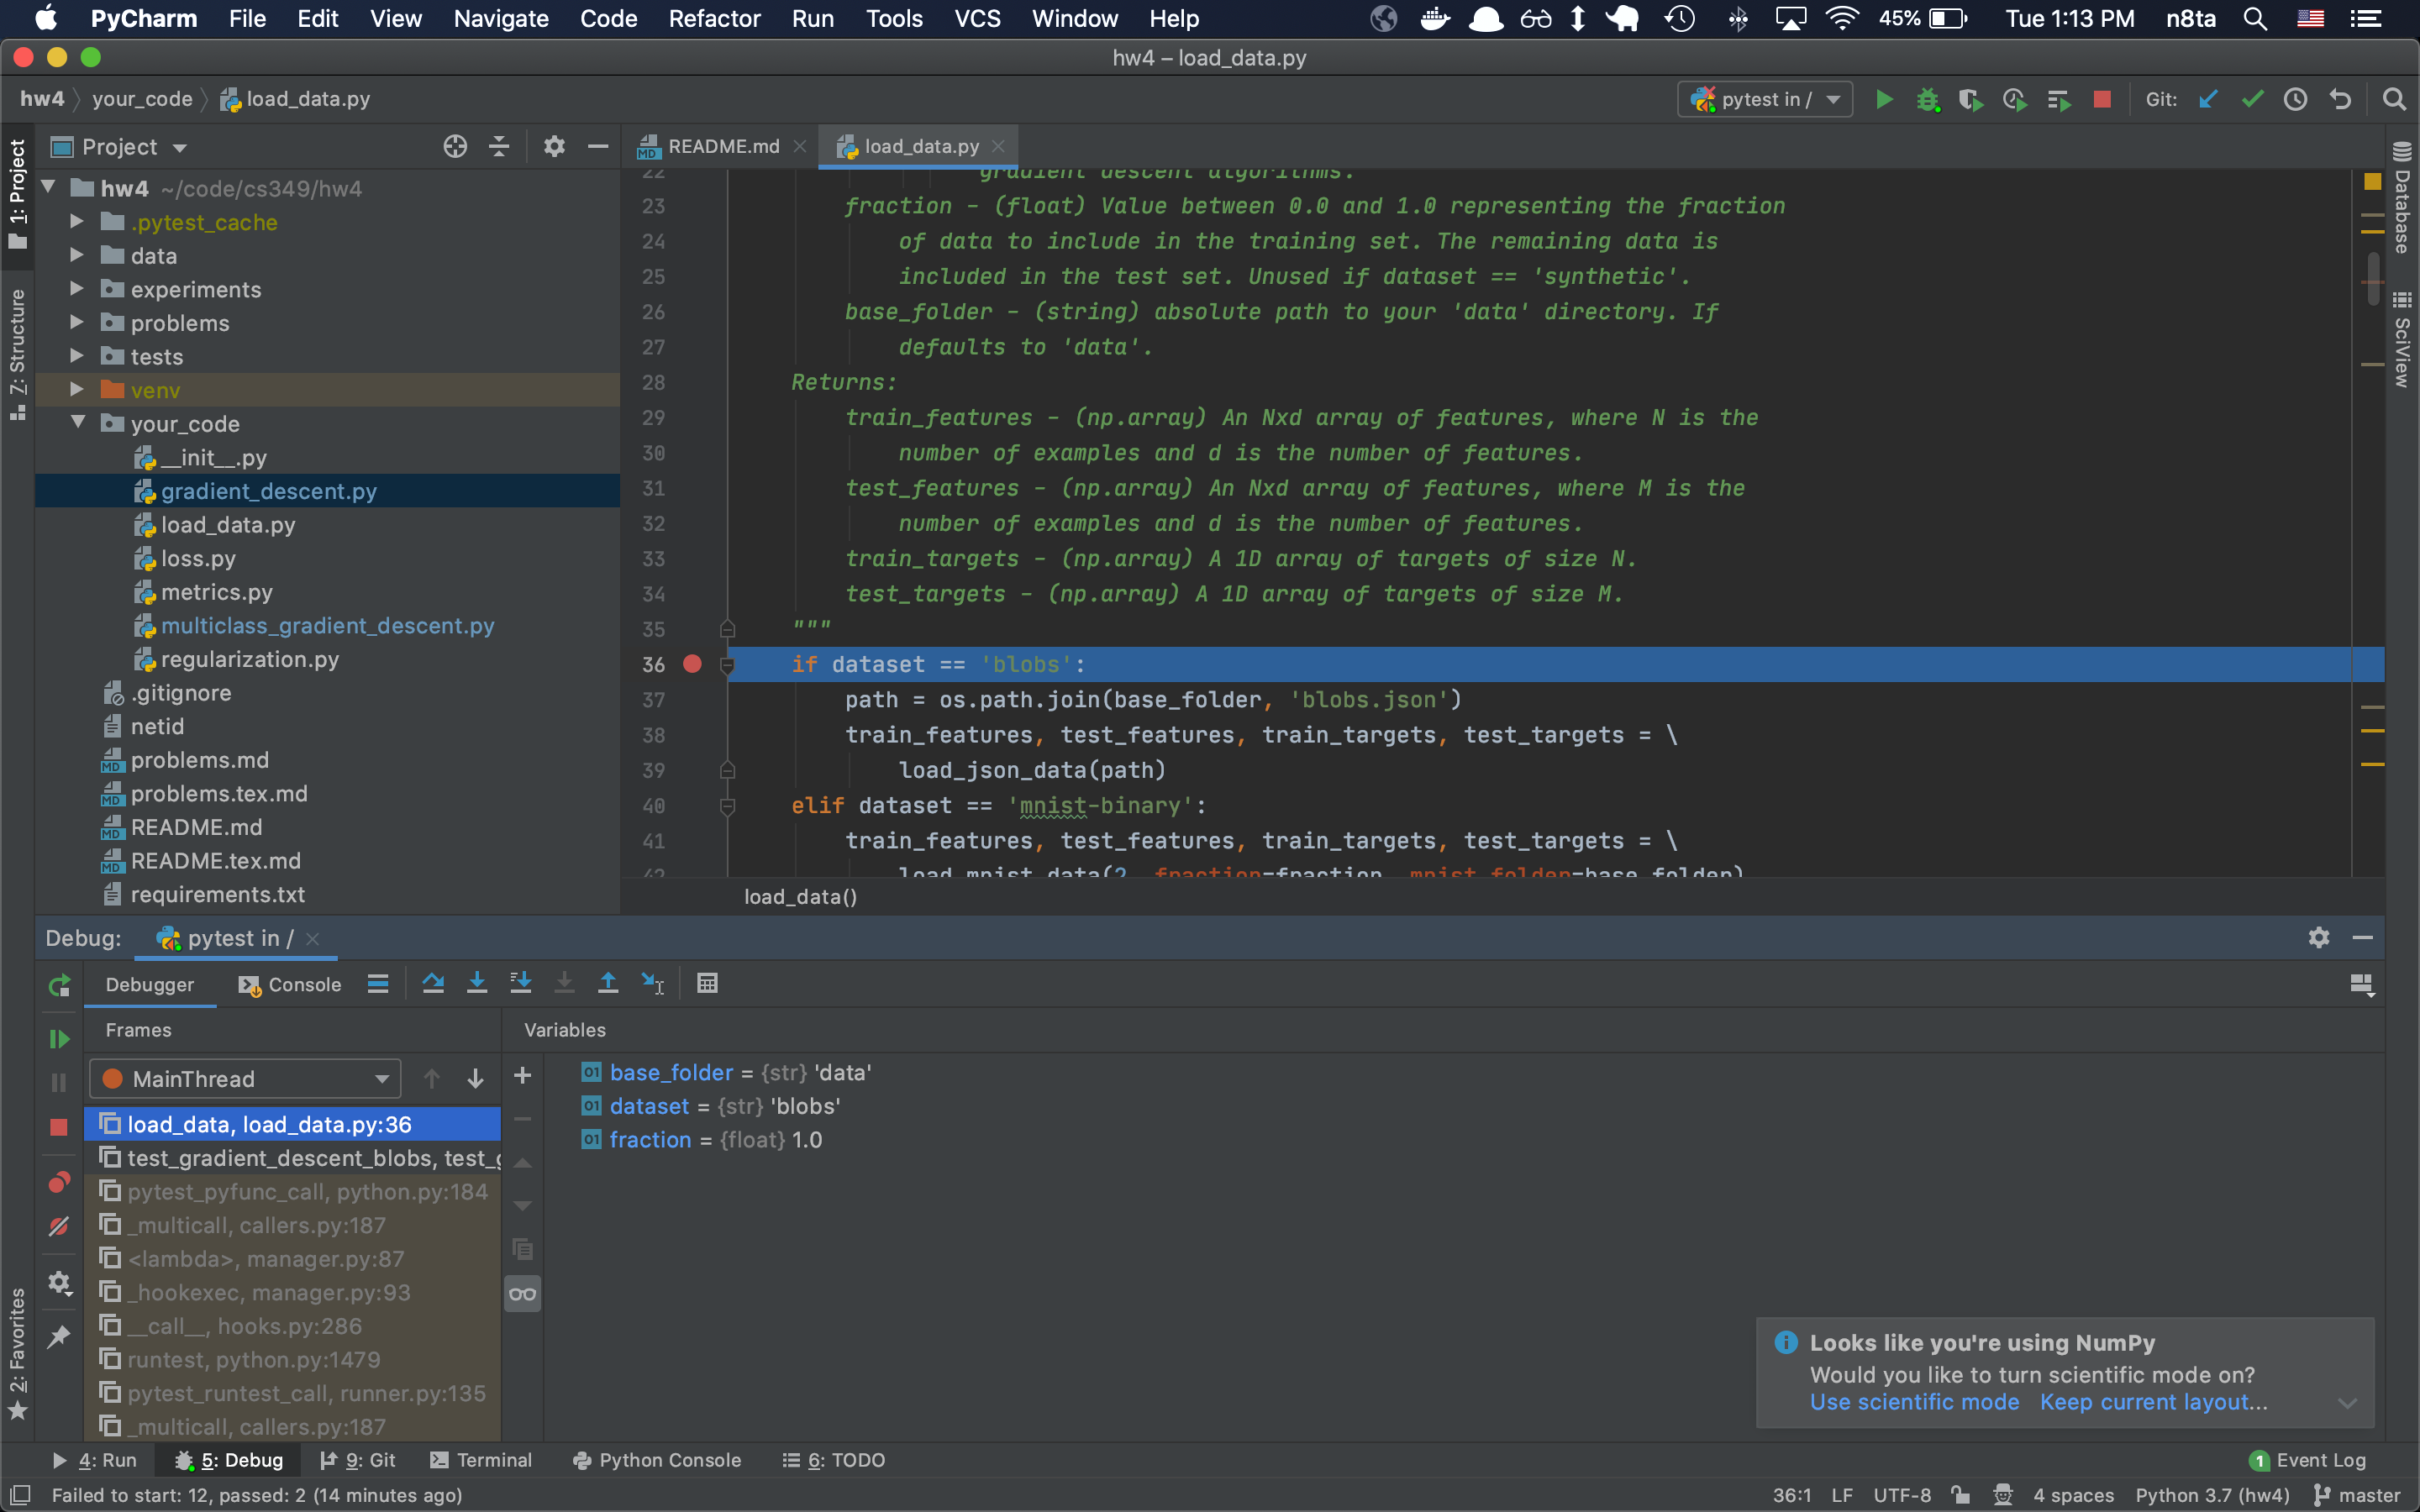 PyCharm File Edit View Navigate Code Refactor Run Tools VCS Window Help 45% Tue 1:13 PM n8ta
hw4 – load_data.py
hw4 your_code load_data.py pytest in / Git:
Project README.md load_data.py
1: Project
Z: Structure
2: Favorites
Database
SciView
hw4 ~/code/cs349/hw4
.pytest_cache
data
experiments
problems
tests
venv
your_code
__init__.py
gradient_descent.py
load_data.py
loss.py
metrics.py
multiclass_gradient_descent.py
regularization.py
.gitignore
netid
problems.md
problems.tex.md
README.md
README.tex.md
requirements.txt
22 gradient descent algorithms.
23 fraction - (float) Value between 0.0 and 1.0 representing the fraction
24 of data to include in the training set. The remaining data is
25 included in the test set. Unused if dataset == 'synthetic'.
26 base_folder - (string) absolute path to your 'data' directory. If
27 defaults to 'data'.
28 Returns:
29 train_features - (np.array) An Nxd array of features, where N is the
30 number of examples and d is the number of features.
31 test_features - (np.array) An Nxd array of features, where M is the
32 number of examples and d is the number of features.
33 train_targets - (np.array) A 1D array of targets of size N.
34 test_targets - (np.array) A 1D array of targets of size M.
35 """
36 if dataset == 'blobs':
37 path = os.path.join(base_folder, 'blobs.json')
38 train_features, test_features, train_targets, test_targets = \
39 load_json_data(path)
40 elif dataset == 'mnist-binary':
41 train_features, test_features, train_targets, test_targets = \
42 load_mnist_data(2, fraction=fraction, mnist_folder=base_folder)
load_data()
Debug: pytest in /
Debugger Console
Frames Variables
MainThread
load_data, load_data.py:36
test_gradient_descent_blobs, test_g
pytest_pyfunc_call, python.py:184
_multicall, callers.py:187
<lambda>, manager.py:87
_hookexec, manager.py:93
__call__, hooks.py:286
runtest, python.py:1479
pytest_runtest_call, runner.py:135
_multicall, callers.py:187
base_folder = {str} 'data'
dataset = {str} 'blobs'
fraction = {float} 1.0
Looks like you're using NumPy
Would you like to turn scientific mode on?
Use scientific mode Keep current layout...
4: Run 5: Debug 9: Git Terminal Python Console 6: TODO 1 Event Log
Failed to start: 12, passed: 2 (14 minutes ago) 36:1 LF UTF-8 4 spaces Python 3.7 (hw4) master